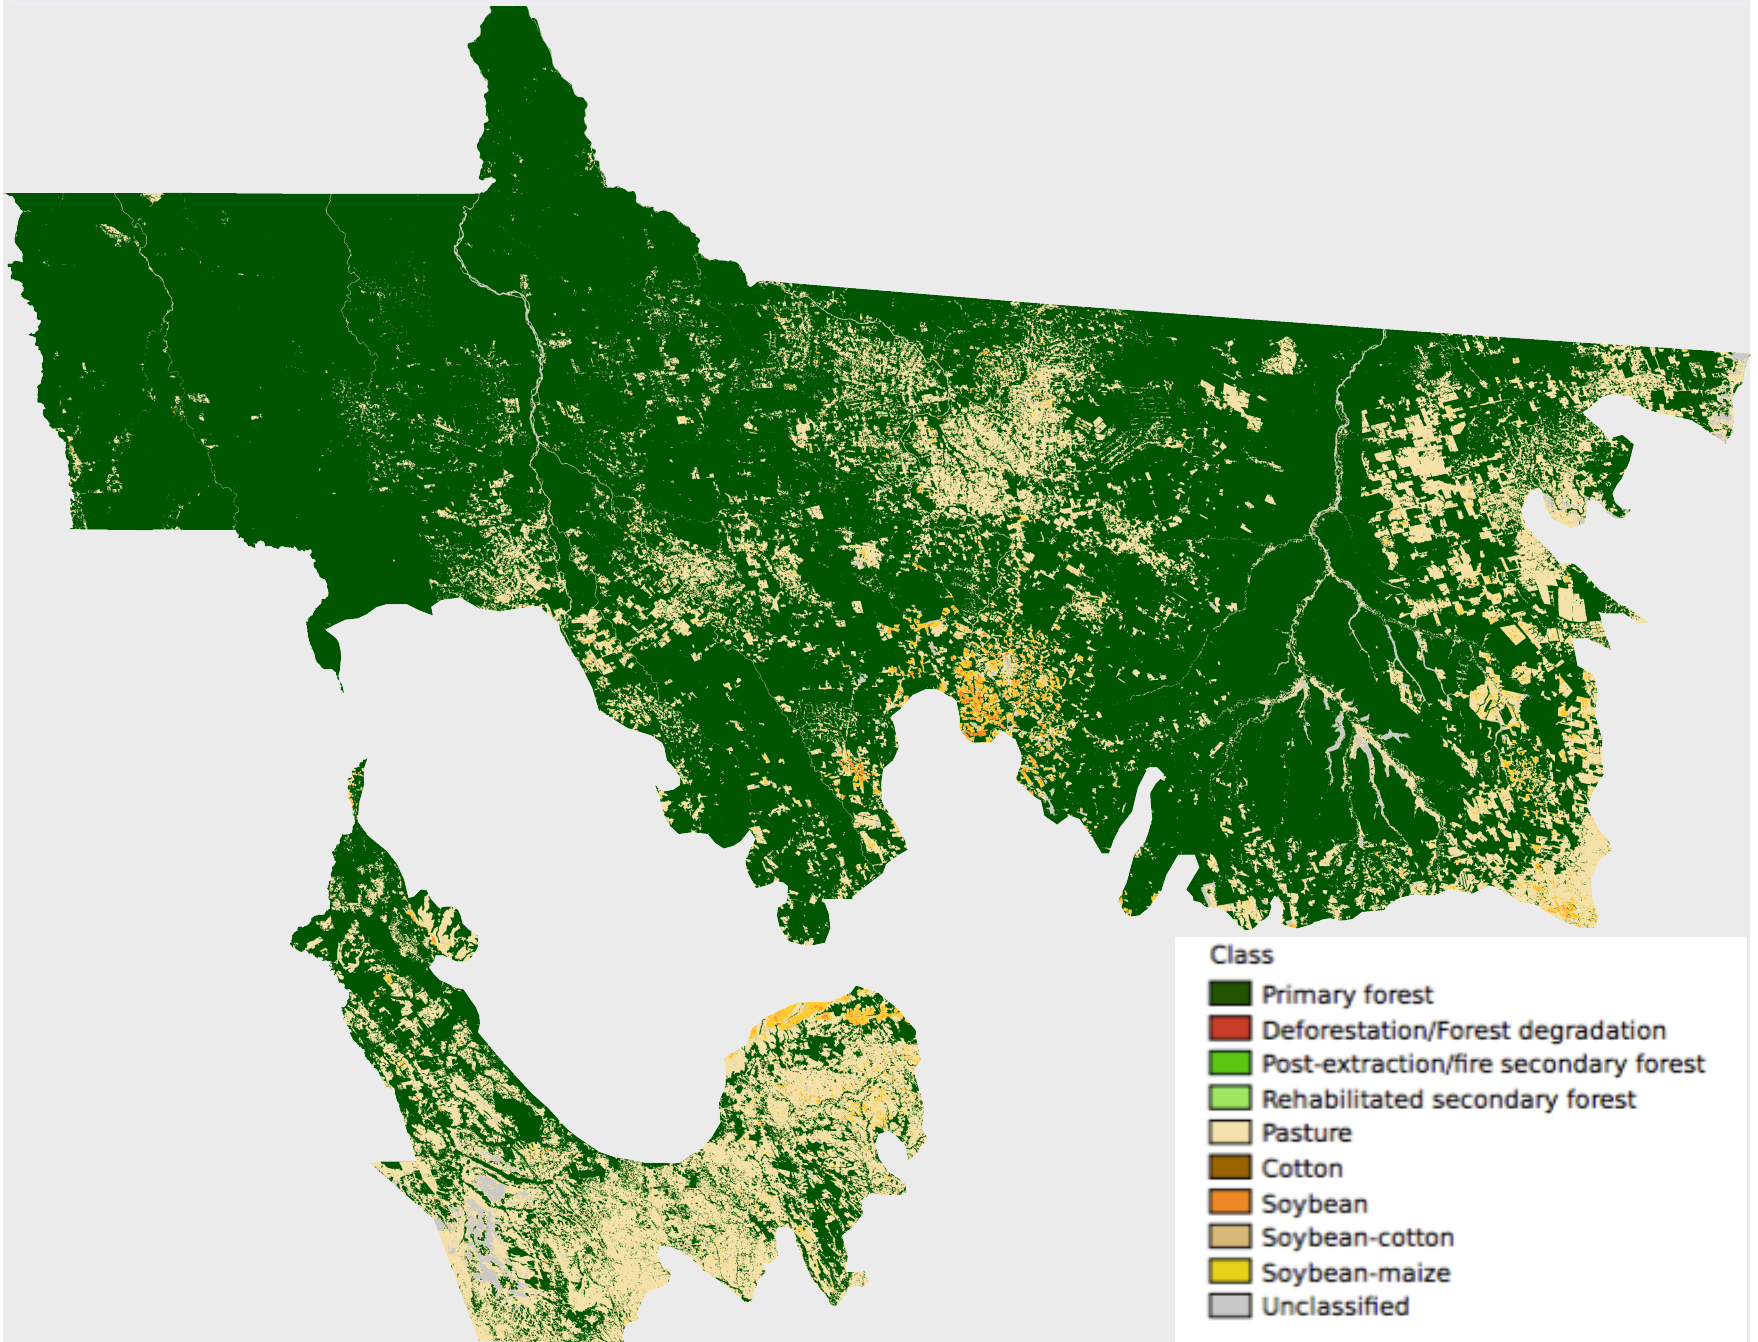 Class
Primary forest
Deforestation/Forest degradation
Post-extraction/fire secondary forest
Rehabilitated secondary forest
Pasture
Cotton
Soybean
Soybean-cotton
Soybean-maize
Unclassified